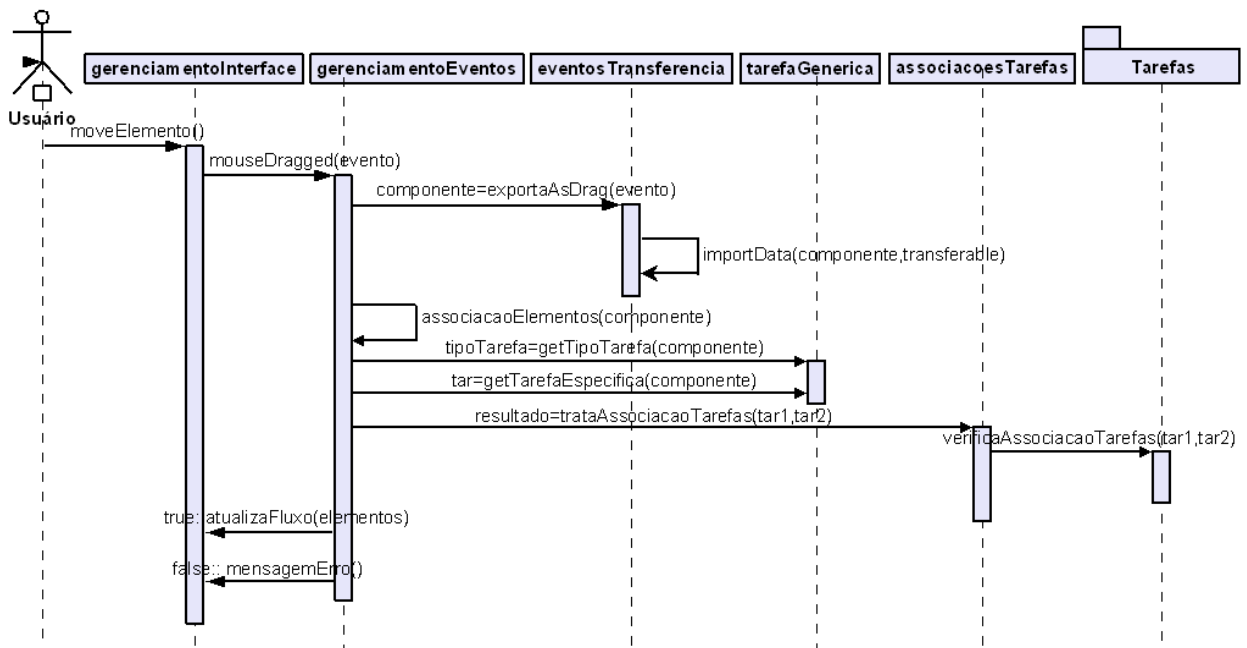 gerenciamentoInterface
gerenciamentoEventos
eventosTransferencia
tarefaGenerica
associacoesTarefas
Tarefas
Usuário
moveElemento()
mouseDragged(evento)
componente=exportaAsDrag(evento)
importData(componente,transferable)
associacaoElementos(componente)
tipoTarefa=getTipoTarefa(componente)
tar=getTarefaEspecifica(componente)
resultado=trataAssociacaoTarefas(tar1,tar2)
verificaAssociacaoTarefas(tar1,tar2)
true::atualizaFluxo(elementos)
false:: mensagemErro()